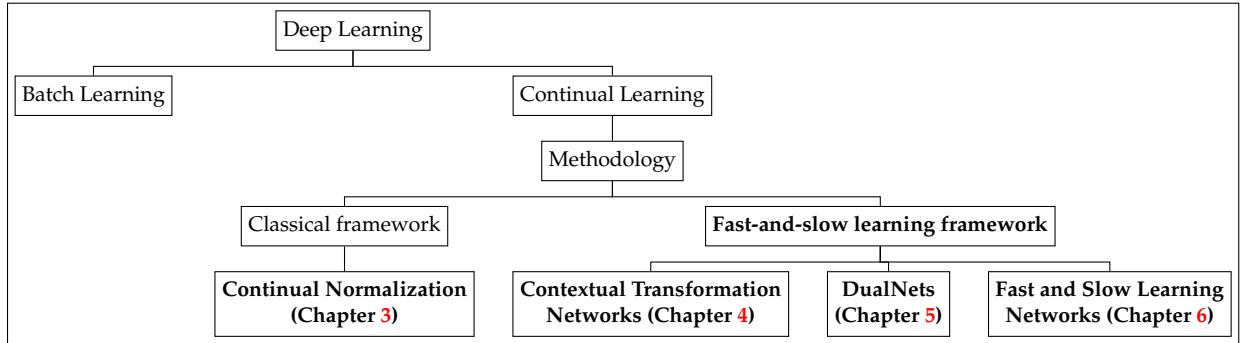 Deep Learning
Batch Learning
Continual Learning
Methodology
Classical framework
Fast-and-slow learning framework
Continual Normalization
(Chapter 3)
Contextual Transformation
Networks (Chapter 4)
DualNets
(Chapter 5)
Fast and Slow Learning
Networks (Chapter 6)